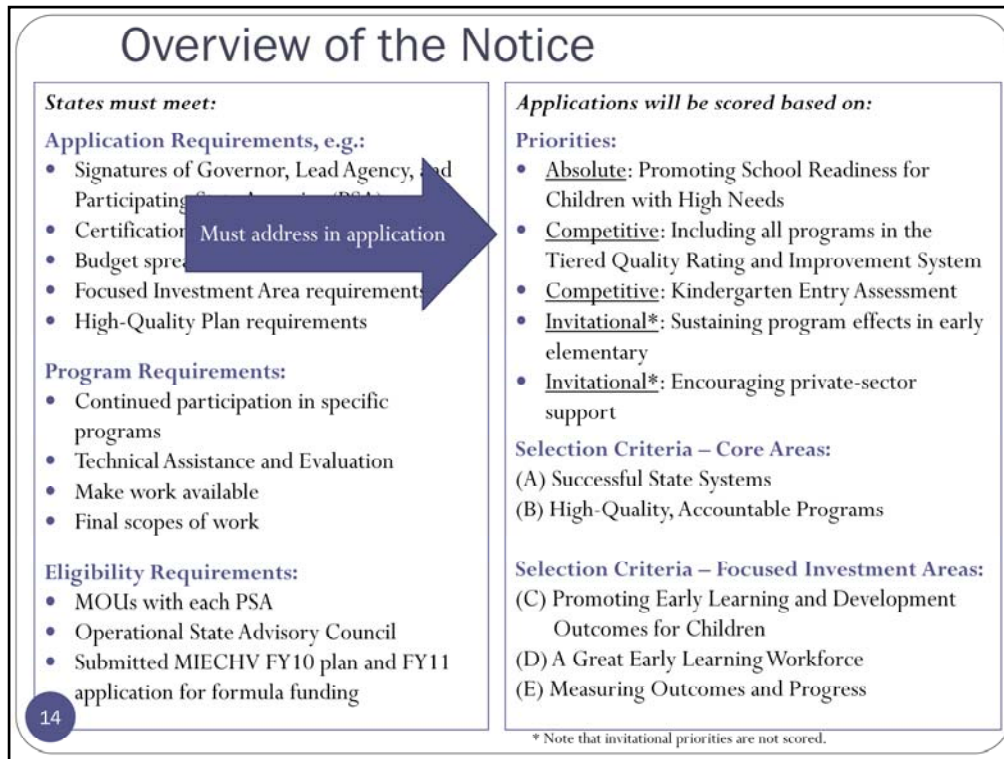 Overview of the Notice
States must meet:
Application Requirements, e.g.:
• Signatures of Governor, Lead Agency, and
Participating
• Certification
• Budget
• Focused Investment Area requirements
• High-Quality Plan requirements
Must address in application
Program Requirements:
• Continued participation in specific
programs
• Technical Assistance and Evaluation
• Make work available
• Final scopes of work
Eligibility Requirements:
• MOUs with each PSA
• Operational State Advisory Council
• Submitted MIECHV FY10 plan and FY11
application for formula funding
Applications will be scored based on:
Priorities:
• Absolute: Promoting School Readiness for
Children with High Needs
• Competitive: Including all programs in the
Tiered Quality Rating and Improvement System
• Competitive: Kindergarten Entry Assessment
• Invitational*: Sustaining program effects in early
elementary
• Invitational*: Encouraging private-sector
support
Selection Criteria – Core Areas:
(A) Successful State Systems
(B) High-Quality, Accountable Programs
Selection Criteria – Focused Investment Areas:
(C) Promoting Early Learning and Development
Outcomes for Children
(D) A Great Early Learning Workforce
(E) Measuring Outcomes and Progress
14
* Note that invitational priorities are not scored.